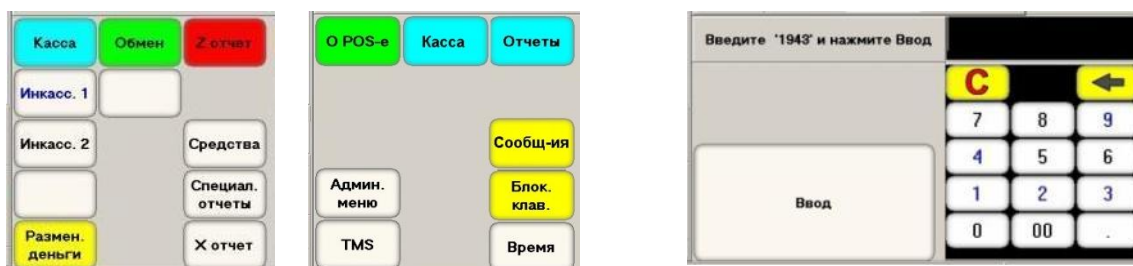 Касса Обмен Z отчет
Инкасс. 1
Инкасс. 2 Средства
Специал.
отчеты
Размен.
деньги
X отчет
О POS-е Касса Отчеты
Сообщ-ия
Админ.
меню
Блок.
клав.
TMS Время
Введите '1943' и нажмите Ввод
C
7 8 9
4 5 6
1 2 3
0 00 .
Ввод